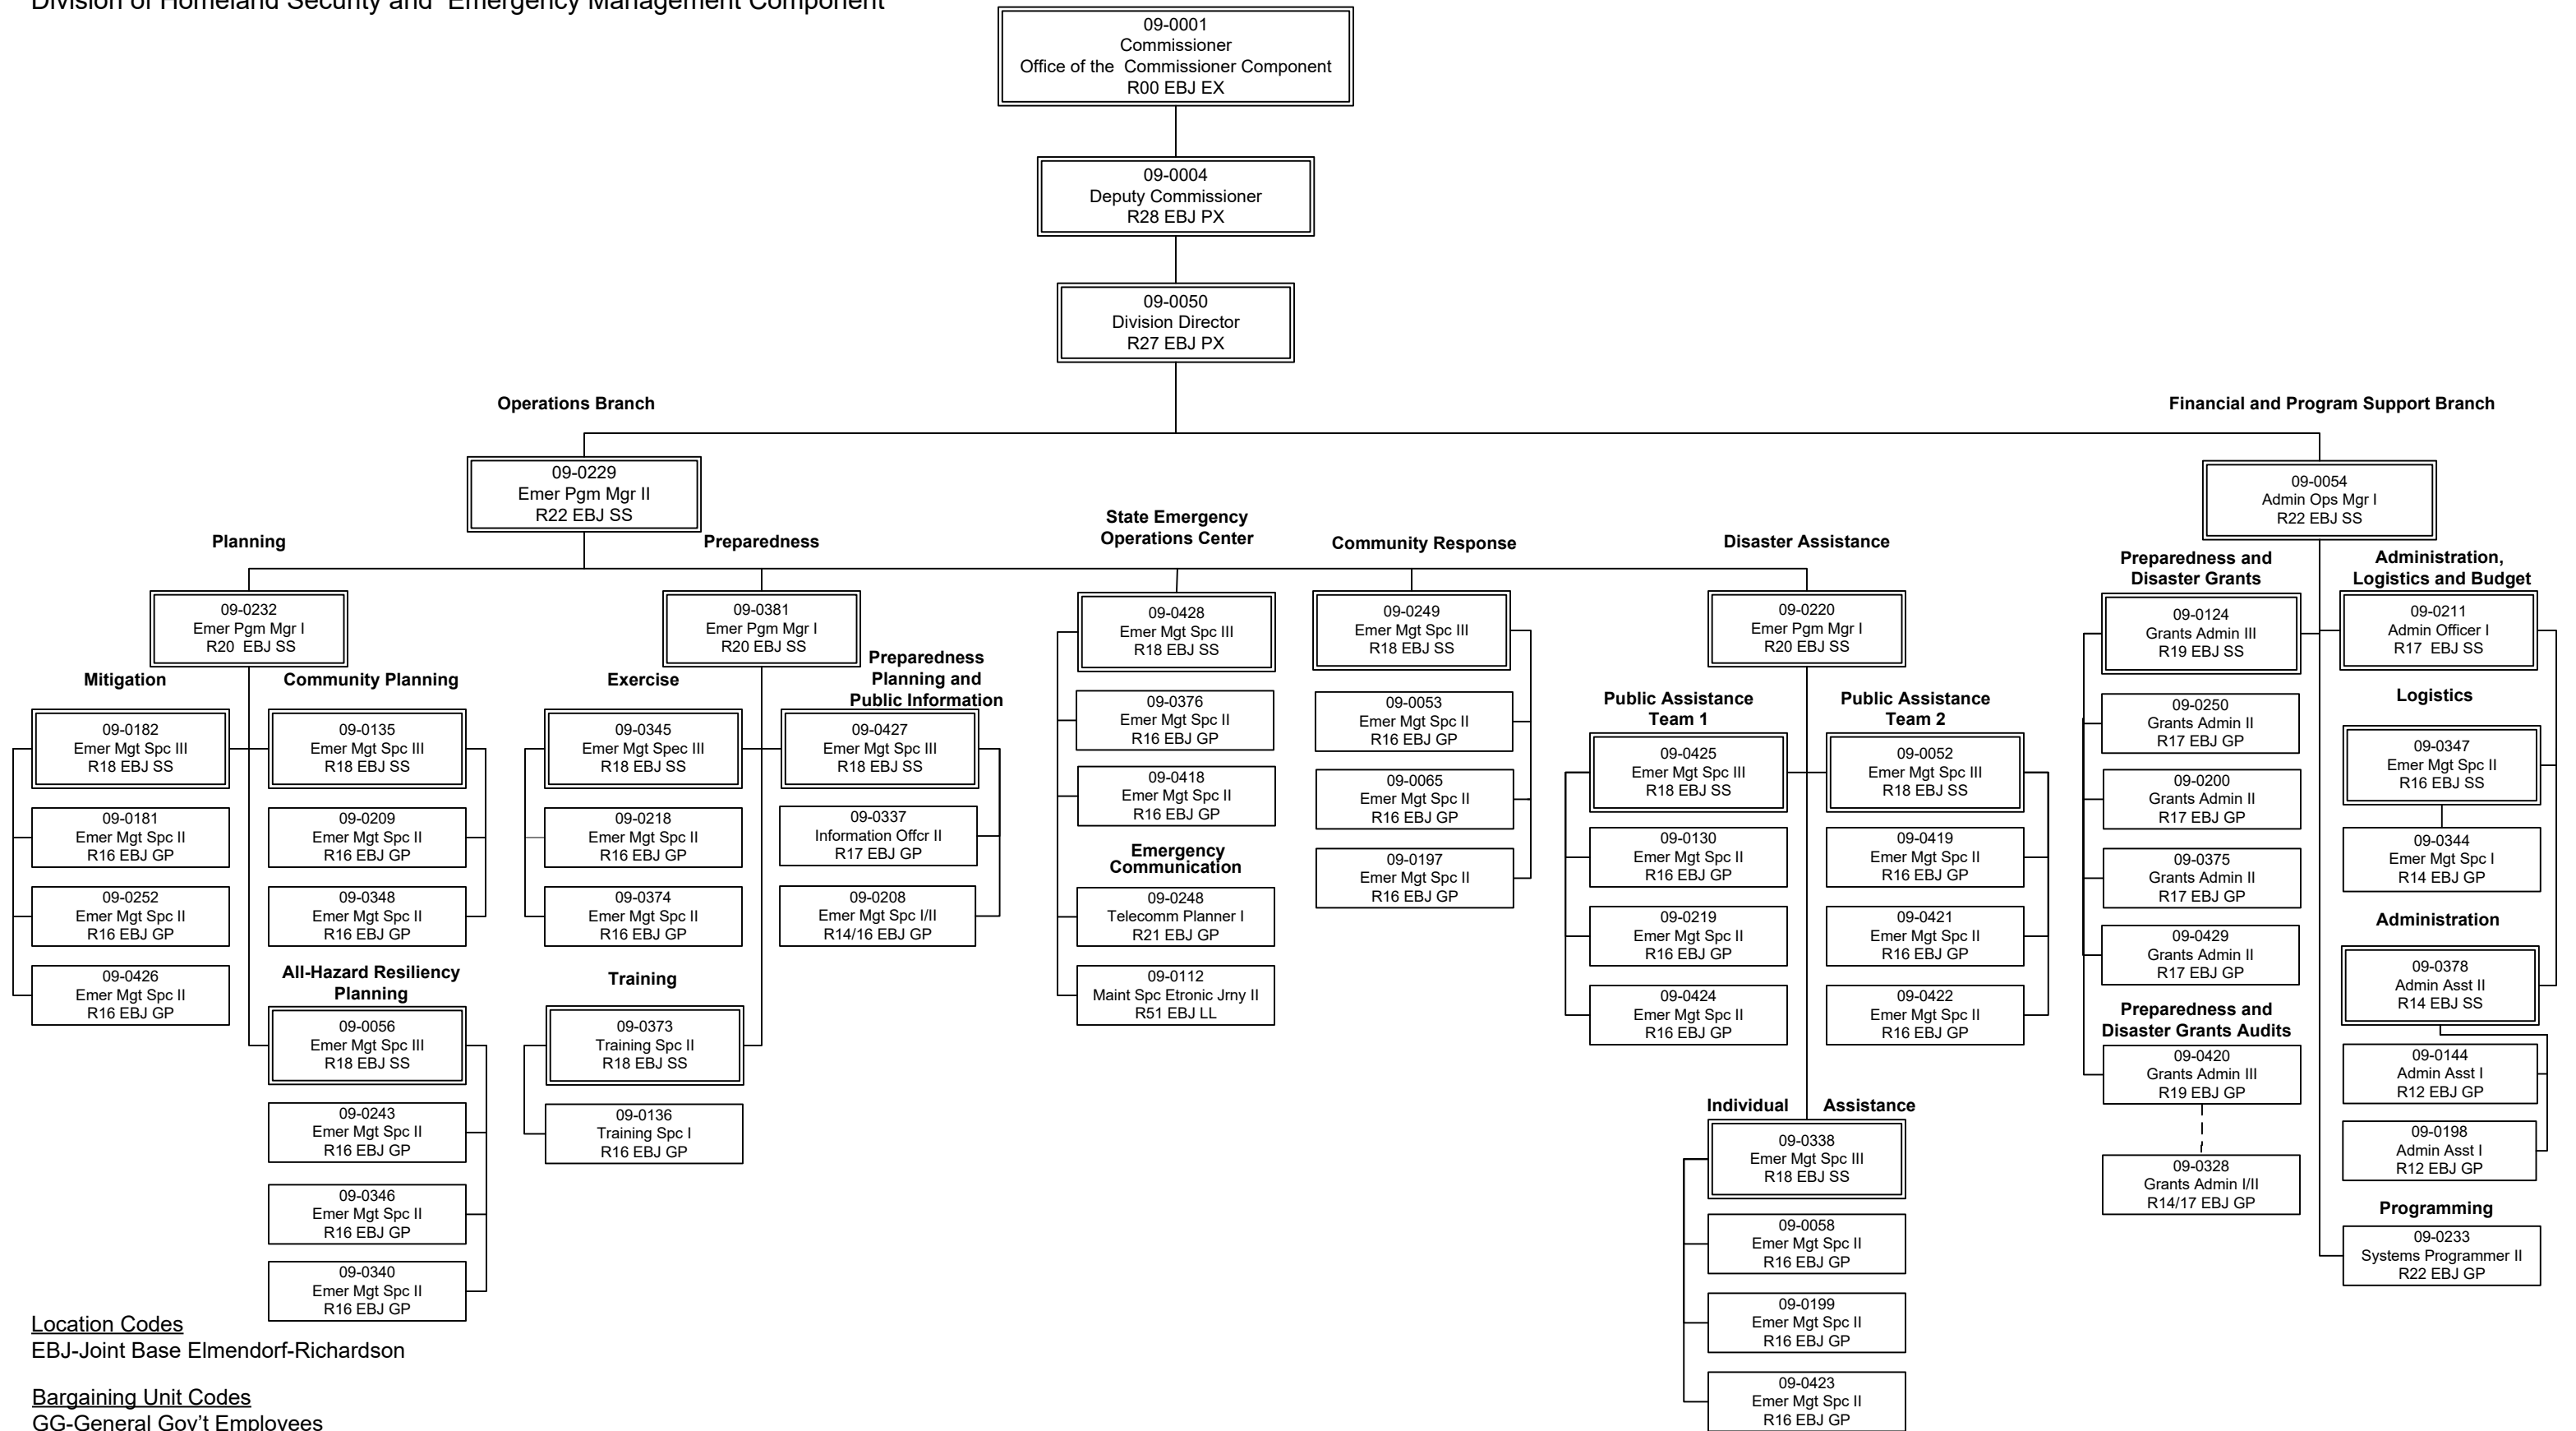 Division of Homeland Security and Emergency Management Component
09-0001
Commissioner
Office of the Commissioner Component
R00 EBJ EX
09-0004
Deputy Commissioner
R28 EBJ PX
09-0050
Division Director
R27 EBJ PX
Operations Branch
09-0229
Emer Pgm Mgr II
R22 EBJ SS
Planning
09-0232
Emer Pgm Mgr I
R20 EBJ SS
Mitigation
09-0182
Emer Mgt Spc III
R18 EBJ SS
09-0181
Emer Mgt Spc II
R16 EBJ GP
09-0252
Emer Mgt Spc II
R16 EBJ GP
09-0426
Emer Mgt Spc II
R16 EBJ GP
Community Planning
09-0135
Emer Mgt Spc III
R18 EBJ SS
09-0209
Emer Mgt Spc II
R16 EBJ GP
09-0348
Emer Mgt Spc II
R16 EBJ GP
All-Hazard Resiliency
Planning
09-0056
Emer Mgt Spc III
R18 EBJ SS
09-0243
Emer Mgt Spc II
R16 EBJ GP
09-0346
Emer Mgt Spc II
R16 EBJ GP
09-0340
Emer Mgt Spc II
R16 EBJ GP
Preparedness
09-0381
Emer Pgm Mgr I
R20 EBJ SS
Exercise
09-0345
Emer Mgt Spec III
R18 EBJ SS
09-0218
Emer Mgt Spc II
R16 EBJ GP
09-0374
Emer Mgt Spc II
R16 EBJ GP
Training
09-0373
Training Spc II
R18 EBJ SS
09-0136
Training Spc I
R16 EBJ GP
Preparedness
Planning and
Public Information
09-0427
Emer Mgt Spc III
R18 EBJ SS
09-0337
Information Offcr II
R17 EBJ GP
09-0208
Emer Mgt Spc I/II
R14/16 EBJ GP
State Emergency
Operations Center
09-0428
Emer Mgt Spc III
R18 EBJ SS
09-0376
Emer Mgt Spc II
R16 EBJ GP
09-0418
Emer Mgt Spc II
R16 EBJ GP
Emergency
Communication
09-0248
Telecomm Planner I
R21 EBJ GP
09-0112
Maint Spc Etronic Jrny II
R51 EBJ LL
Community Response
09-0249
Emer Mgt Spc III
R18 EBJ SS
09-0053
Emer Mgt Spc II
R16 EBJ GP
09-0065
Emer Mgt Spc II
R16 EBJ GP
09-0197
Emer Mgt Spc II
R16 EBJ GP
Disaster Assistance
09-0220
Emer Pgm Mgr I
R20 EBJ SS
Public Assistance
Team 1
09-0425
Emer Mgt Spc III
R18 EBJ SS
09-0130
Emer Mgt Spc II
R16 EBJ GP
09-0219
Emer Mgt Spc II
R16 EBJ GP
09-0424
Emer Mgt Spc II
R16 EBJ GP
Public Assistance
Team 2
09-0052
Emer Mgt Spc III
R18 EBJ SS
09-0419
Emer Mgt Spc II
R16 EBJ GP
09-0421
Emer Mgt Spc II
R16 EBJ GP
09-0422
Emer Mgt Spc II
R16 EBJ GP
Individual Assistance
09-0338
Emer Mgt Spc III
R18 EBJ SS
09-0058
Emer Mgt Spc II
R16 EBJ GP
09-0199
Emer Mgt Spc II
R16 EBJ GP
09-0423
Emer Mgt Spc II
R16 EBJ GP
Financial and Program Support Branch
09-0054
Admin Ops Mgr I
R22 EBJ SS
Preparedness and
Disaster Grants
09-0124
Grants Admin III
R19 EBJ SS
09-0250
Grants Admin II
R17 EBJ GP
09-0200
Grants Admin II
R17 EBJ GP
09-0375
Grants Admin II
R17 EBJ GP
09-0429
Grants Admin II
R17 EBJ GP
Preparedness and
Disaster Grants Audits
09-0420
Grants Admin III
R19 EBJ GP
09-0328
Grants Admin I/II
R14/17 EBJ GP
Administration,
Logistics and Budget
09-0211
Admin Officer I
R17 EBJ SS
Logistics
09-0347
Emer Mgt Spc II
R16 EBJ SS
09-0344
Emer Mgt Spc I
R14 EBJ GP
Administration
09-0378
Admin Asst II
R14 EBJ SS
09-0144
Admin Asst I
R12 EBJ GP
09-0198
Admin Asst I
R12 EBJ GP
Programming
09-0233
Systems Programmer II
R22 EBJ GP
Location Codes
EBJ-Joint Base Elmendorf-Richardson
Bargaining Unit Codes
GG-General Gov't Employees